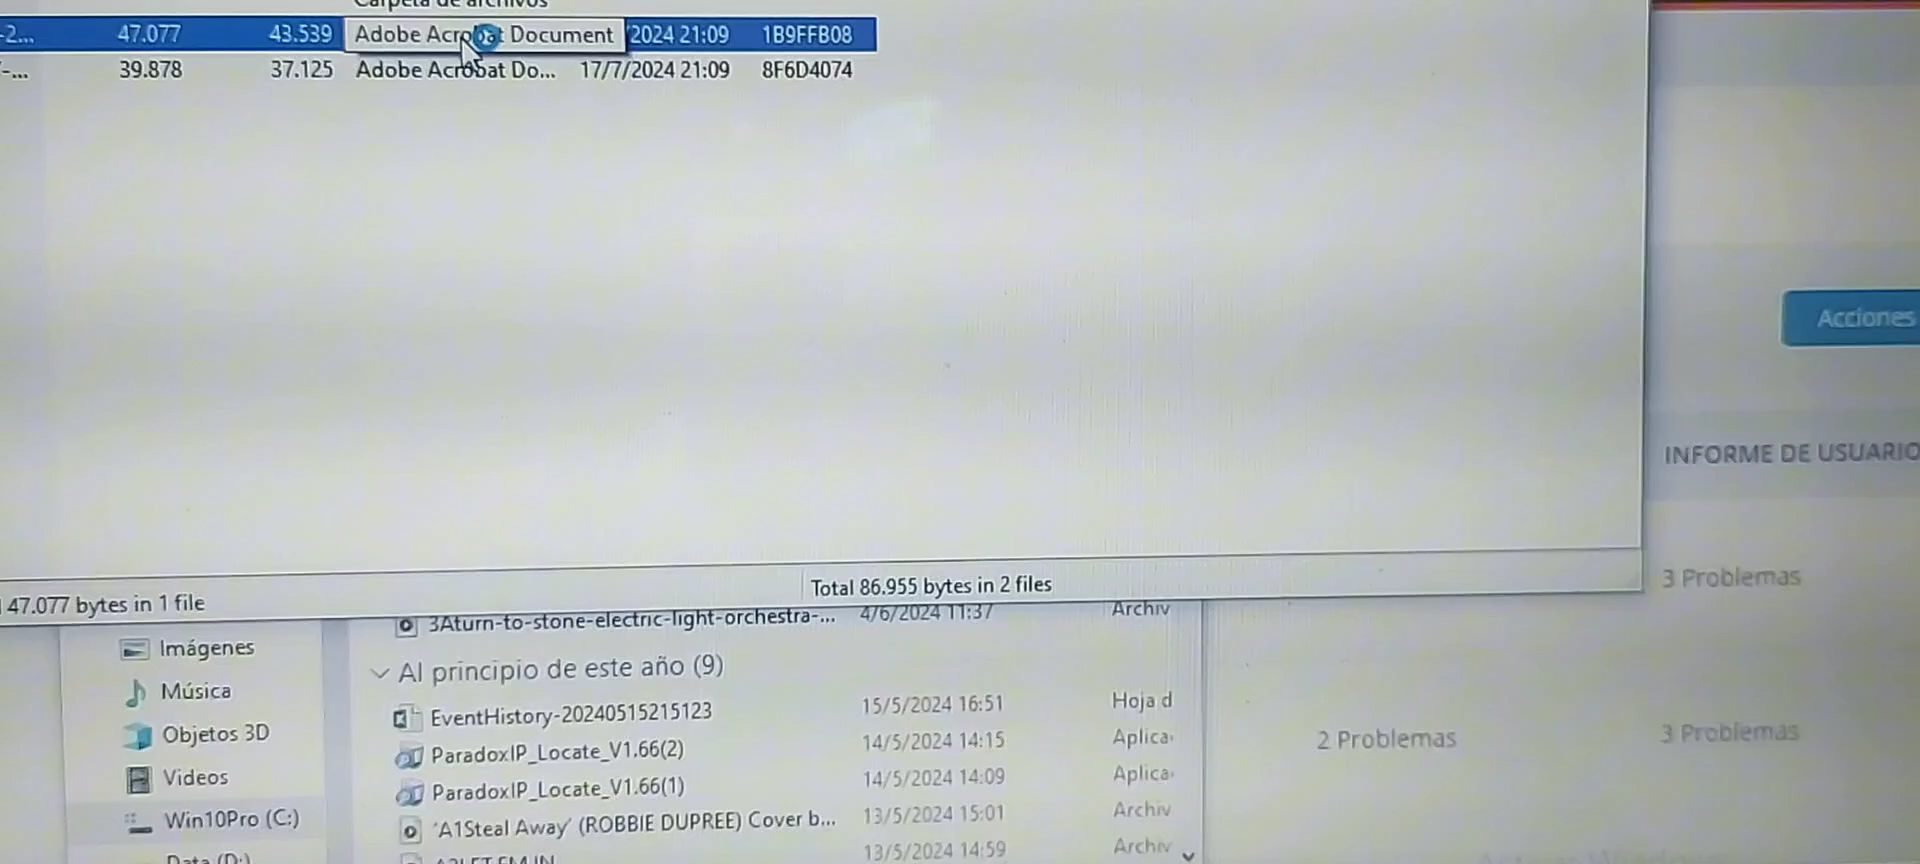 Carpeta de archivos
-2... 47.077 43.539 Adobe Acrobat Document /2024 21:09 1B9FFB08
-... 39.878 37.125 Adobe Acrobat Do... 17/7/2024 21:09 8F6D4074
Acciones
INFORME DE USUARIO
3 Problemas
47.077 bytes in 1 file
Total 86.955 bytes in 2 files
3Aturn-to-stone-electric-light-orchestra-... 4/6/2024 11:37 Archiv
Imágenes
Al principio de este año (9)
Música
EventHistory-20240515215123 15/5/2024 16:51 Hoja d
Objetos 3D
ParadoxIP_Locate_V1.66(2) 14/5/2024 14:15 Aplica
2 Problemas
3 Problemas
Videos
ParadoxIP_Locate_V1.66(1) 14/5/2024 14:09 Aplica
Win10Pro (C:)
'A1Steal Away' (ROBBIE DUPREE) Cover b... 13/5/2024 15:01 Archiv
Data (D:)
13/5/2024 14:59 Archiv